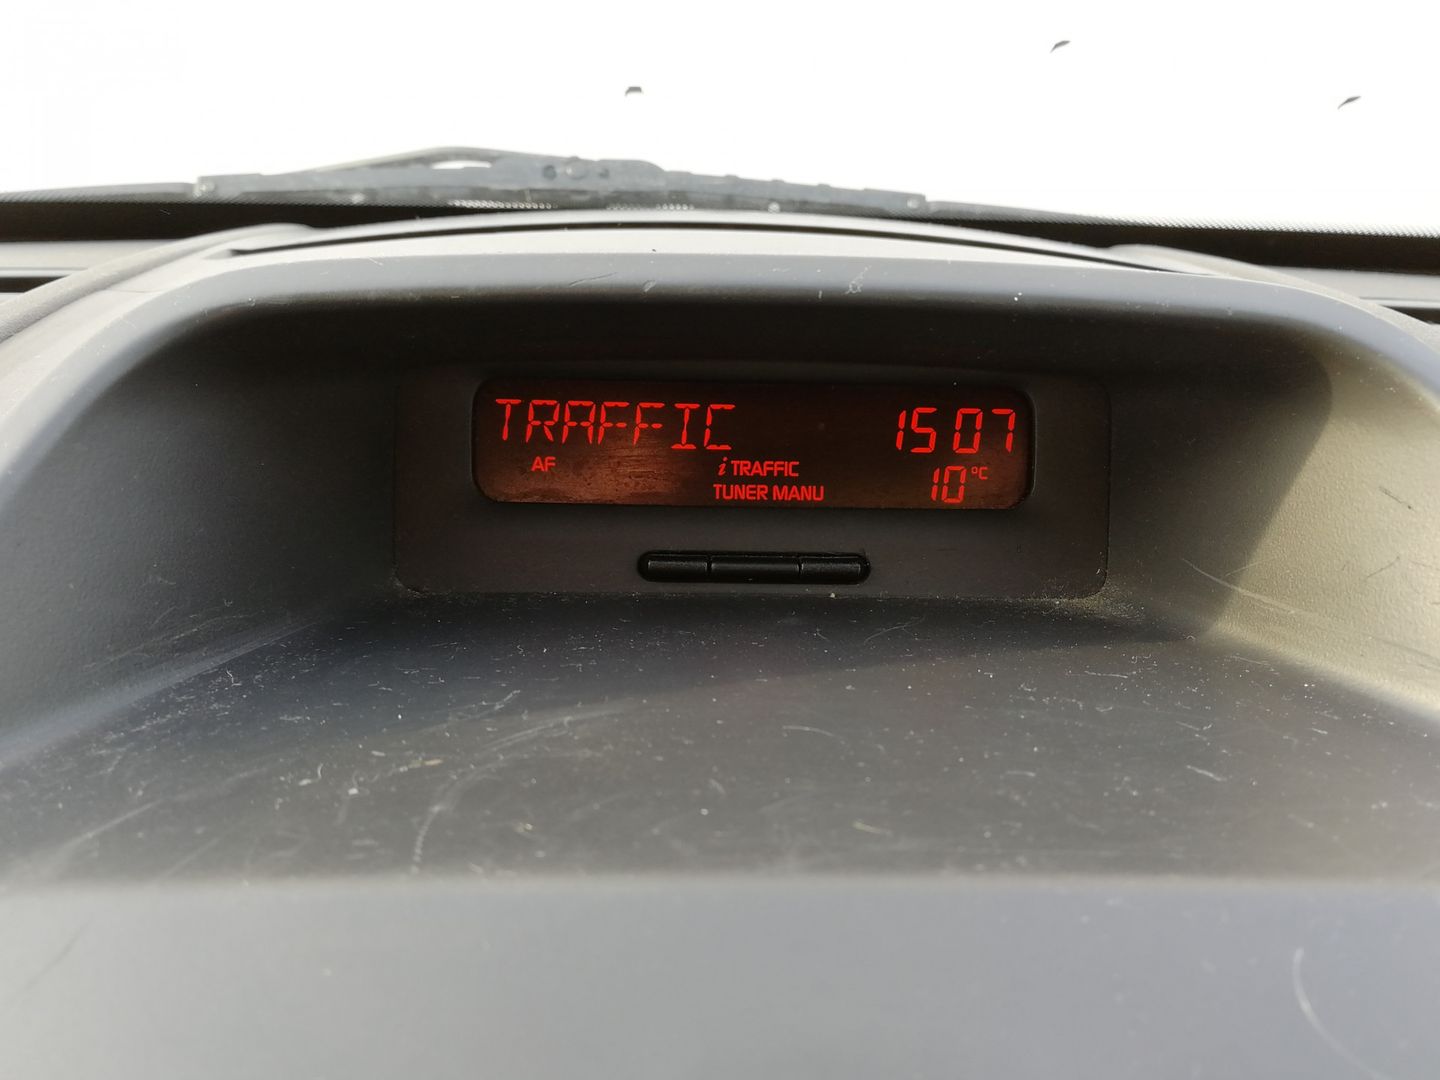 TRAFFIC 15 07
AF i TRAFFIC 10 °C
TUNER MANU